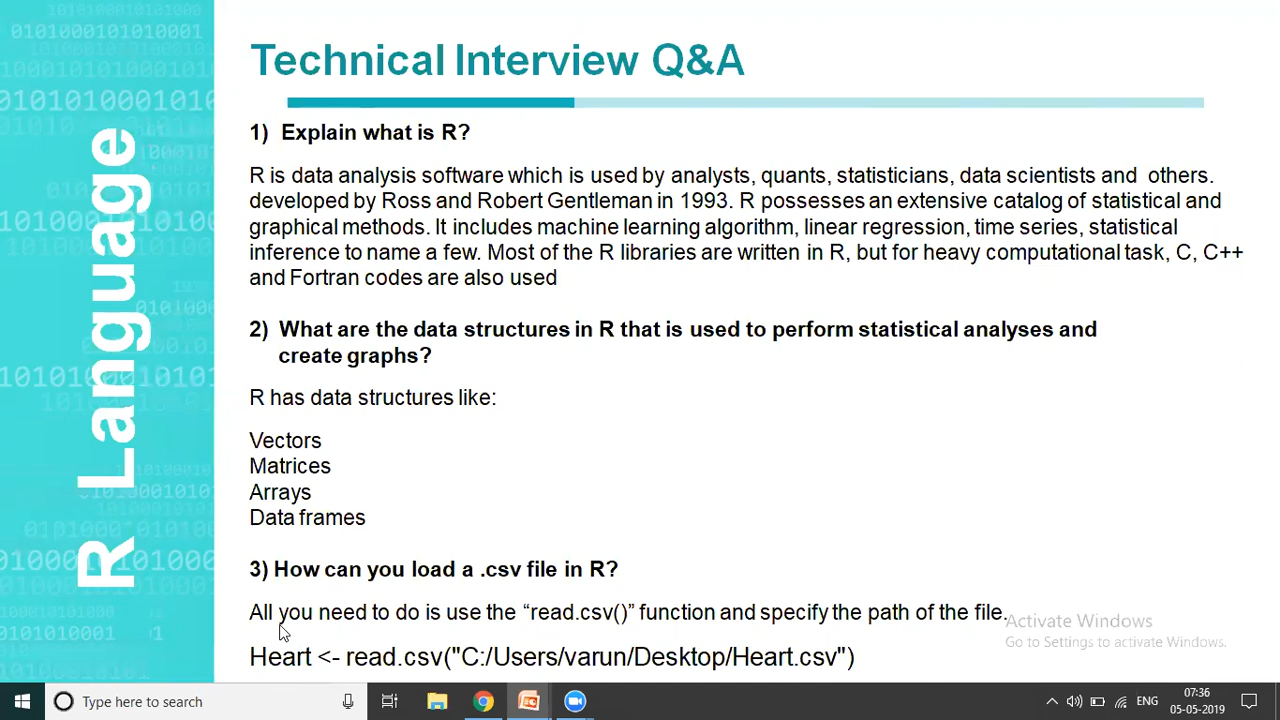 Technical Interview Q&A
1) Explain what is R?
R is data analysis software which is used by analysts, quants, statisticians, data scientists and others.
developed by Ross and Robert Gentleman in 1993. R possesses an extensive catalog of statistical and
graphical methods. It includes machine learning algorithm, linear regression, time series, statistical
inference to name a few. Most of the R libraries are written in R, but for heavy computational task, C, C++
and Fortran codes are also used
2) What are the data structures in R that is used to perform statistical analyses and
create graphs?
R has data structures like:
Vectors
Matrices
Arrays
Data frames
3) How can you load a .csv file in R?
All you need to do is use the “read.csv()” function and specify the path of the file.
Heart <- read.csv("C:/Users/varun/Desktop/Heart.csv")
R Language
Activate Windows
Go to Settings to activate Windows.
Type here to search
ENG
07:36
05-05-2019